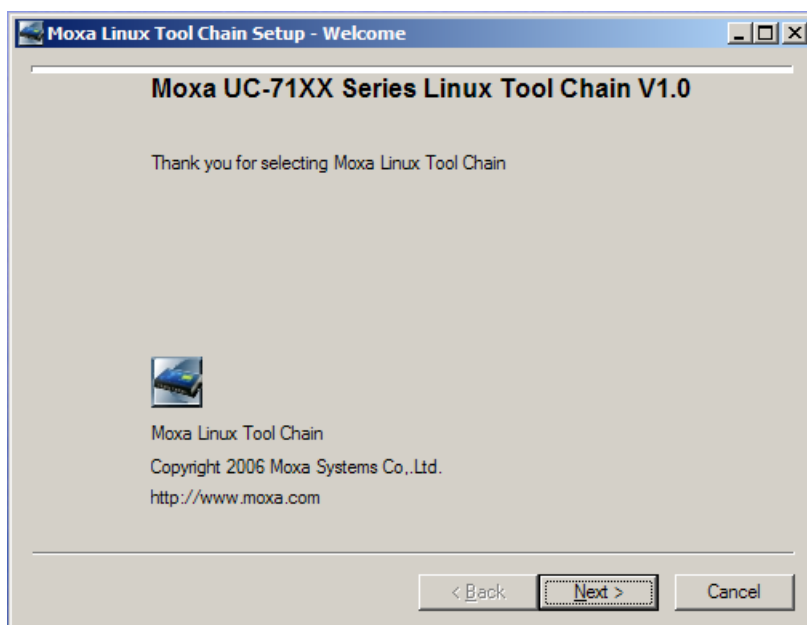 Moxa Linux Tool Chain Setup - Welcome
Moxa UC-71XX Series Linux Tool Chain V1.0
Thank you for selecting Moxa Linux Tool Chain
Moxa Linux Tool Chain
Copyright 2006 Moxa Systems Co,.Ltd.
http://www.moxa.com
< Back Next > Cancel